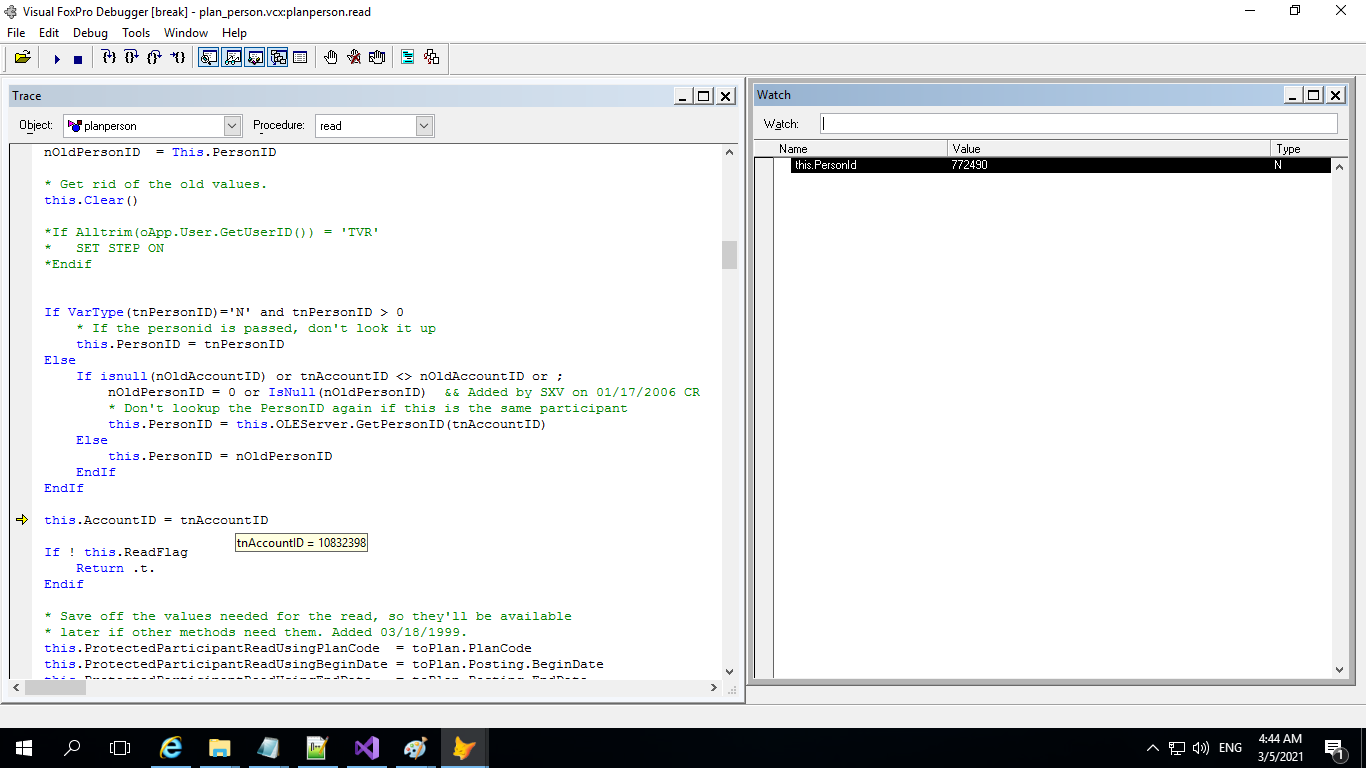 Visual FoxPro Debugger [break] - plan_person.vcx:planperson.read
File Edit Debug Tools Window Help
Trace
Object: planperson Procedure: read
nOldPersonID  = This.PersonID
* Get rid of the old values.
this.Clear()
*If Alltrim(oApp.User.GetUserID()) = 'TVR'
*   SET STEP ON
*Endif
If VarType(tnPersonID)='N' and tnPersonID > 0
* If the personid is passed, don't look it up
this.PersonID = tnPersonID
Else
If isnull(nOldAccountID) or tnAccountID <> nOldAccountID or ;
nOldPersonID = 0 or IsNull(nOldPersonID)  && Added by SXV on 01/17/2006 CR
* Don't lookup the PersonID again if this is the same participant
this.PersonID = this.OLEServer.GetPersonID(tnAccountID)
Else
this.PersonID = nOldPersonID
EndIf
EndIf
this.AccountID = tnAccountID
tnAccountID = 10832398
If ! this.ReadFlag
Return .t.
Endif
* Save off the values needed for the read, so they'll be available
* later if other methods need them. Added 03/18/1999.
this.ProtectedParticipantReadUsingPlanCode  = toPlan.PlanCode
this.ProtectedParticipantReadUsingBeginDate = toPlan.Posting.BeginDate
this.ProtectedParticipantReadUsingEndDate   = toPlan.Posting.EndDate
Watch
Watch:
Name Value Type
this.PersonId 772490 N
ENG
4:44 AM
3/5/2021
1